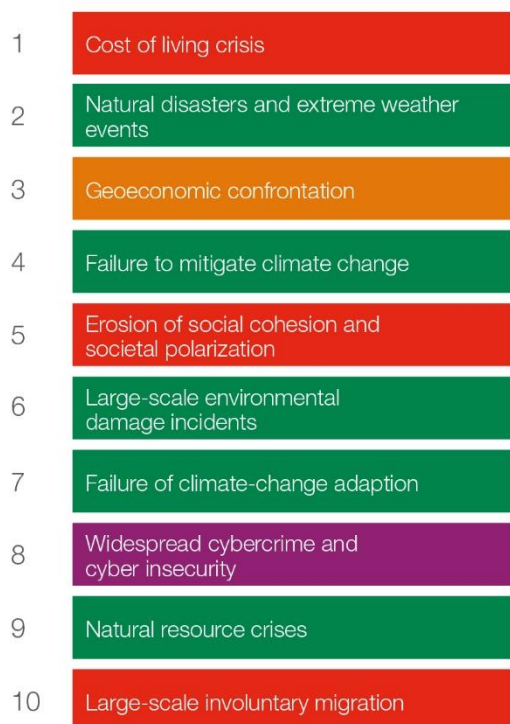 1 Cost of living crisis
2 Natural disasters and extreme weather
events
3 Geoeconomic confrontation
4 Failure to mitigate climate change
5 Erosion of social cohesion and
societal polarization
6 Large-scale environmental
damage incidents
7 Failure of climate-change adaption
8 Widespread cybercrime and
cyber insecurity
9 Natural resource crises
10 Large-scale involuntary migration